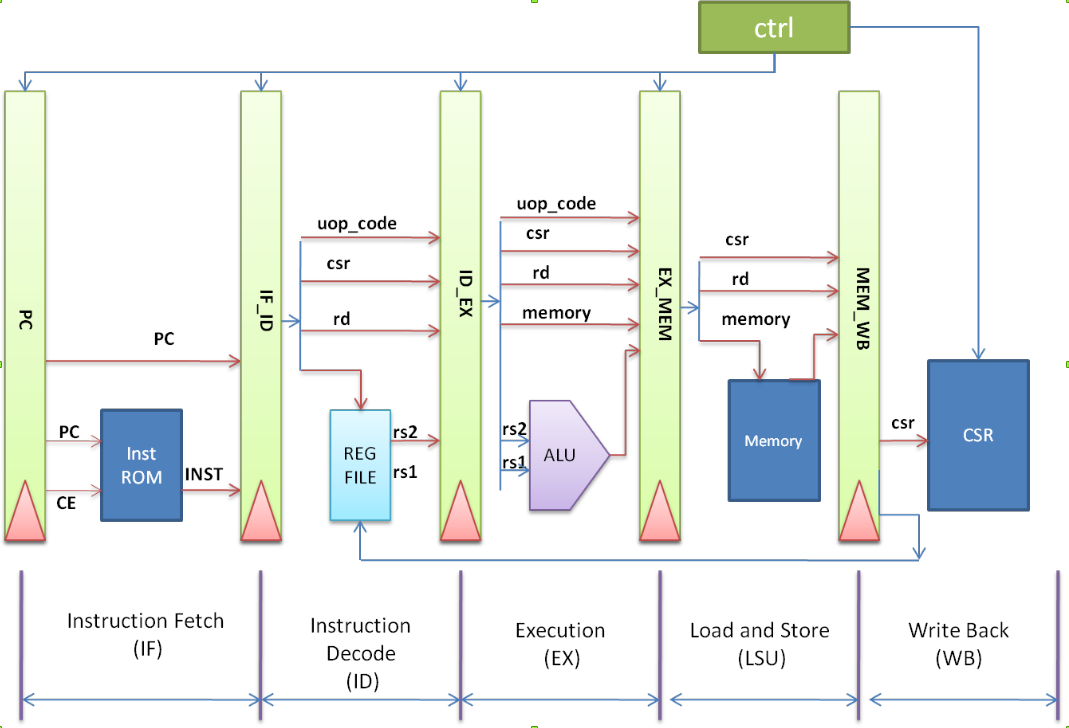 ctrl
PC
PC
PC
CE
Inst
ROM
INST
IF_ID
uop_code
csr
rd
REG
FILE
rs2
rs1
ID_EX
uop_code
csr
rd
memory
rs2
rs1
ALU
EX_MEM
csr
rd
memory
Memory
MEM_WB
csr
CSR
Instruction Fetch
(IF)
Instruction
Decode
(ID)
Execution
(EX)
Load and Store
(LSU)
Write Back
(WB)